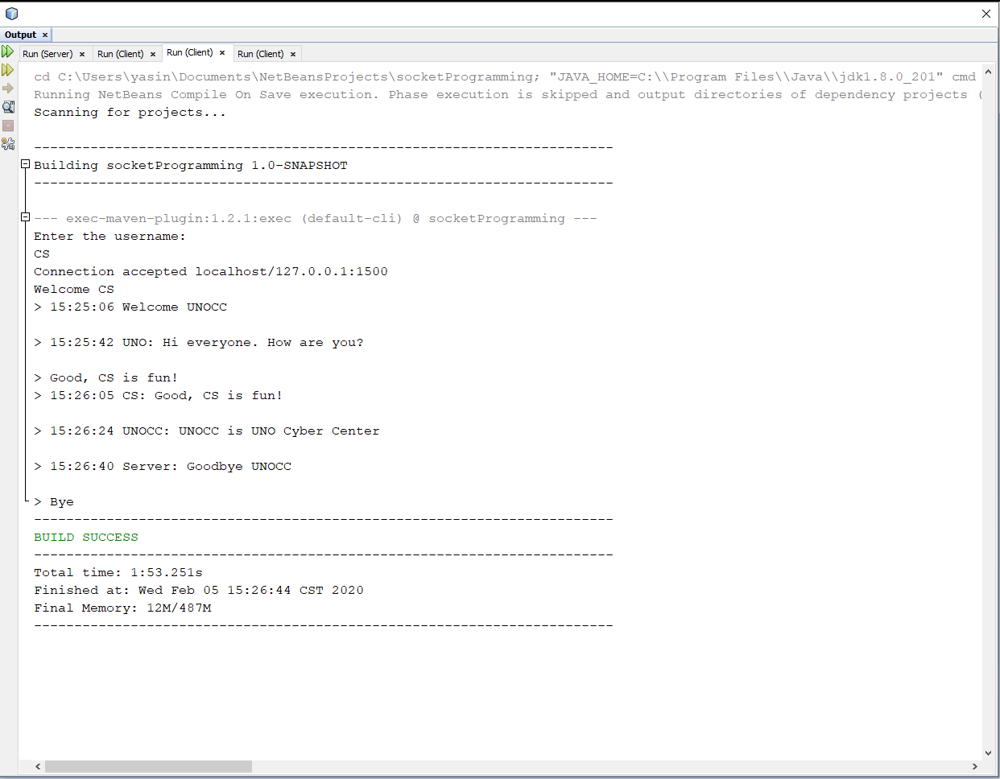 Output
Run (Server) Run (Client) Run (Client) Run (Client)
cd C:\Users\yasin\Documents\NetBeansProjects\socketProgramming; "JAVA_HOME=C:\\Program Files\\Java\\jdk1.8.0_201" cmd
Running NetBeans Compile On Save execution. Phase execution is skipped and output directories of dependency projects (
Scanning for projects...
------------------------------------------------------------------------
Building socketProgramming 1.0-SNAPSHOT
------------------------------------------------------------------------
--- exec-maven-plugin:1.2.1:exec (default-cli) @ socketProgramming ---
Enter the username:
CS
Connection accepted localhost/127.0.0.1:1500
Welcome CS
> 15:25:06 Welcome UNOCC
> 15:25:42 UNO: Hi everyone. How are you?
> Good, CS is fun!
> 15:26:05 CS: Good, CS is fun!
> 15:26:24 UNOCC: UNOCC is UNO Cyber Center
> 15:26:40 Server: Goodbye UNOCC
> Bye
------------------------------------------------------------------------
BUILD SUCCESS
------------------------------------------------------------------------
Total time: 1:53.251s
Finished at: Wed Feb 05 15:26:44 CST 2020
Final Memory: 12M/487M
------------------------------------------------------------------------